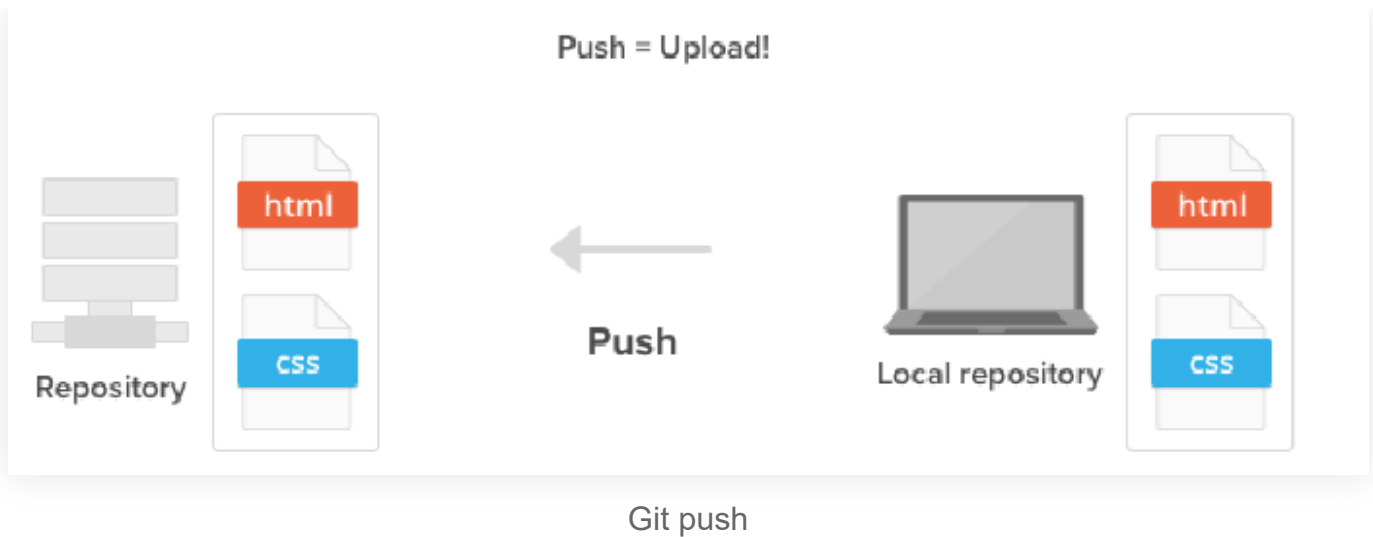 Push = Upload!
html
css
Repository
Push
Local repository
html
css
Git push